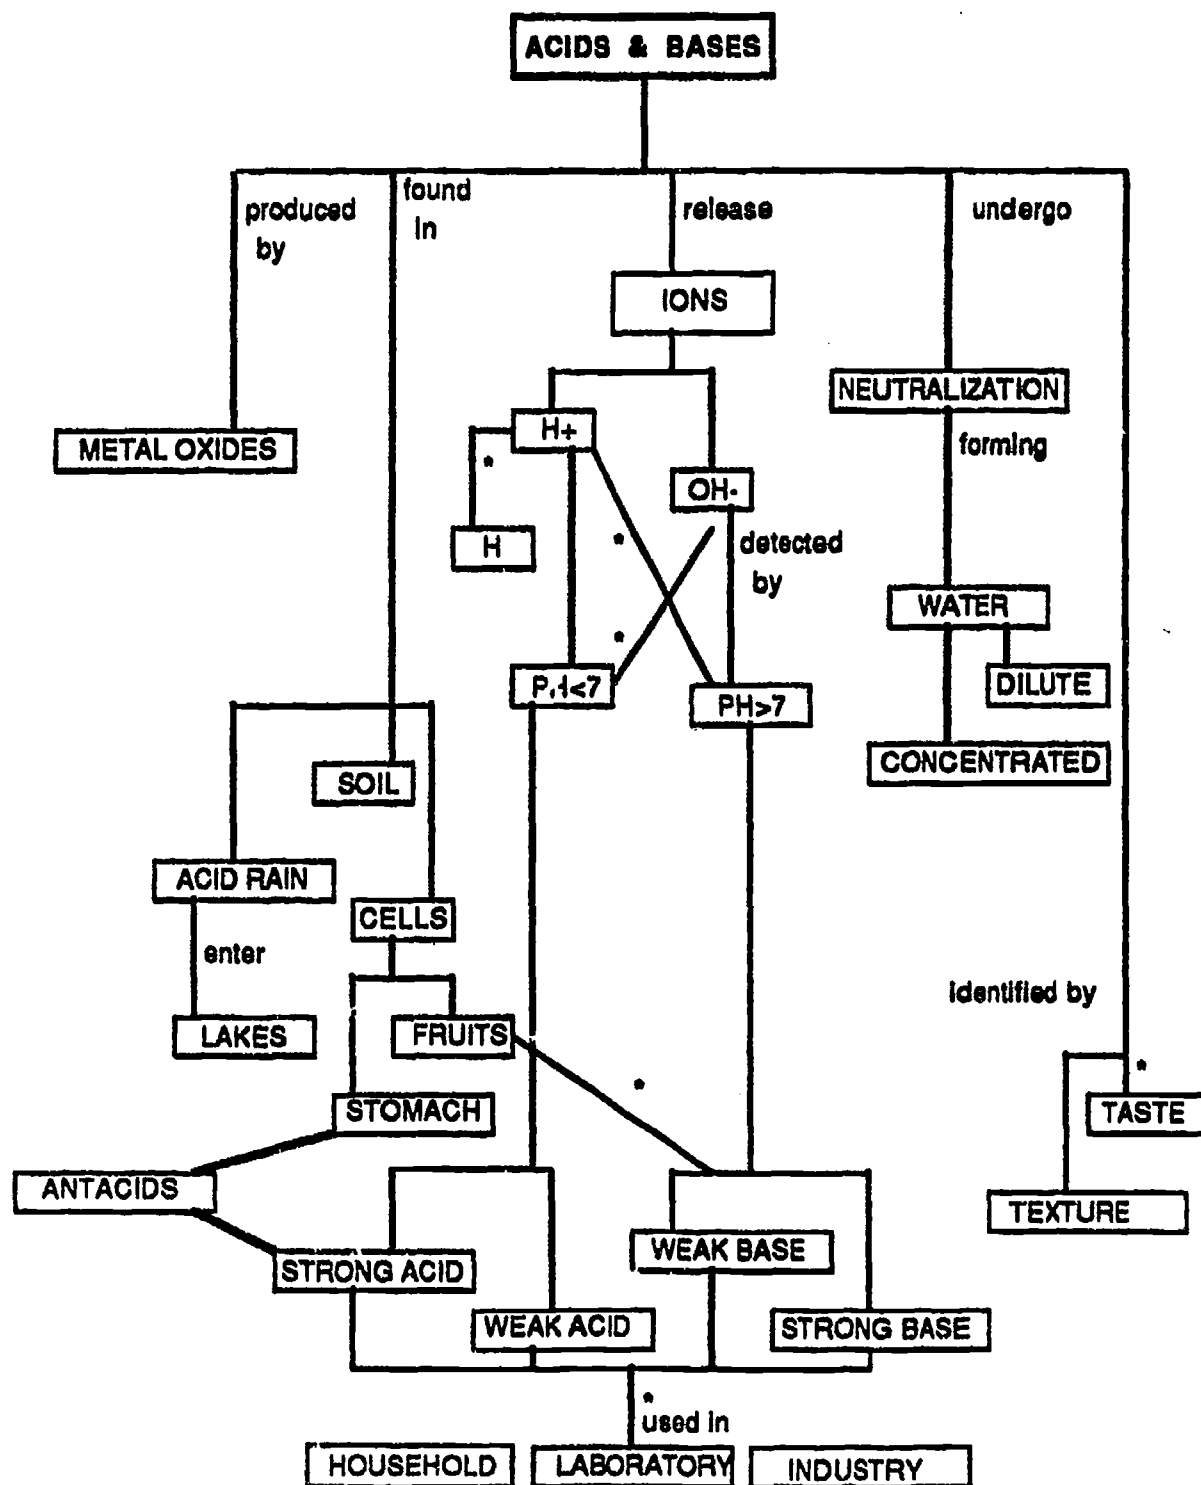 ACIDS & BASES
produced
by
found
in
release
undergo
IONS
NEUTRALIZATION
METAL OXIDES
H+
*
forming
OH-
H
*
detected
by
WATER
*
PH<7
PH>7
DILUTE
SOIL
CONCENTRATED
ACID RAIN
CELLS
enter
identified by
LAKES
FRUITS
*
*
STOMACH
TASTE
ANTACIDS
TEXTURE
STRONG ACID
WEAK BASE
WEAK ACID
STRONG BASE
*
used in
HOUSEHOLD
LABORATORY
INDUSTRY